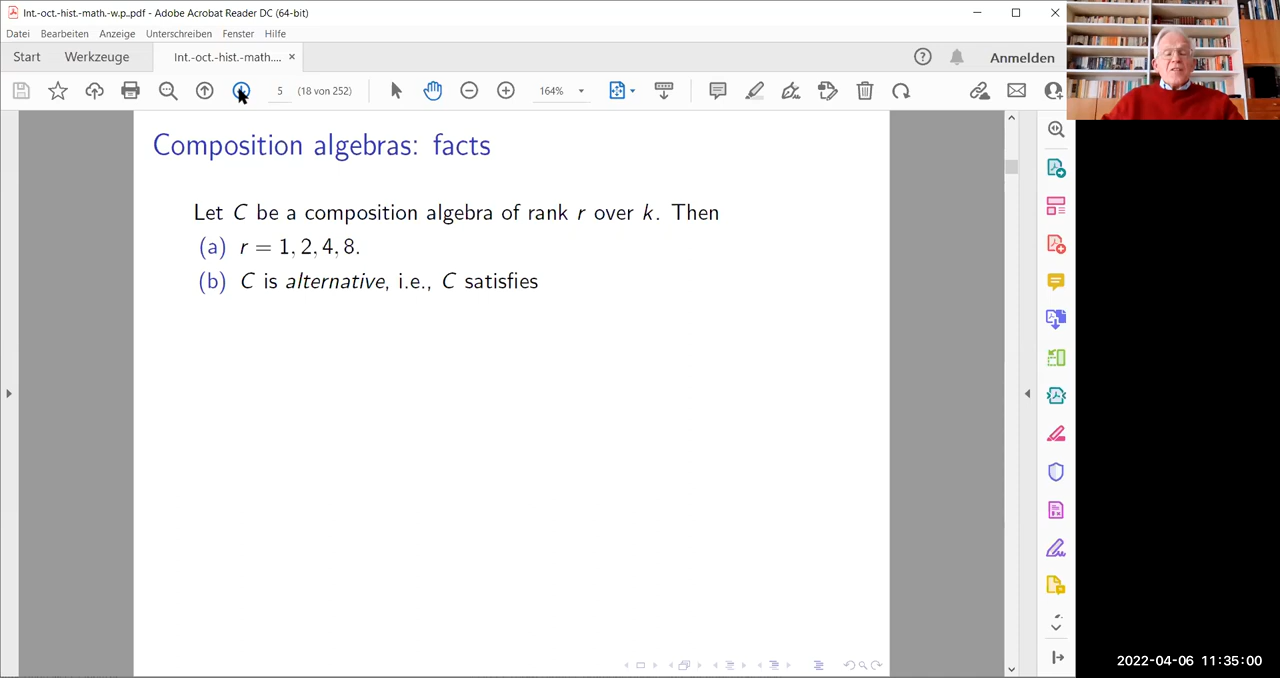 Int.-oct.-hist.-math.-w.p..pdf - Adobe Acrobat Reader DC (64-bit)
Datei Bearbeiten Anzeige Unterschreiben Fenster Hilfe
Start Werkzeuge Int.-oct.-hist.-math.... × Anmelden
5 (18 von 252) 164%
Composition algebras: facts
Let C be a composition algebra of rank r over k. Then
(a) r = 1, 2, 4, 8.
(b) C is alternative, i.e., C satisfies
2022-04-06 11:35:00